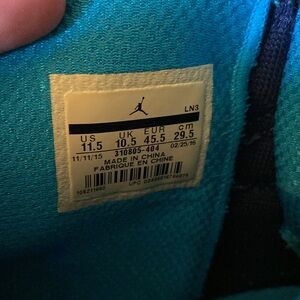 LN3
US UK EUR cm
11.5 10.5 45.5 29.5
11/11/15 310805-404 02/25/16
MADE IN CHINA
FABRIQUE EN CHINE
UPC